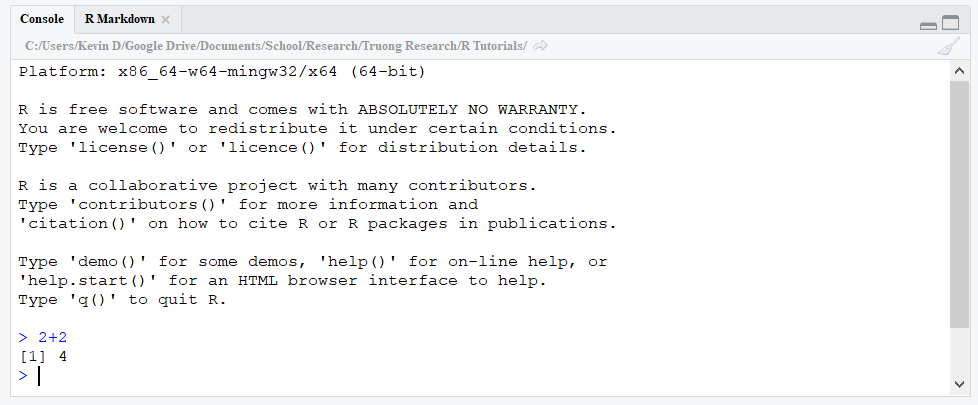 Console R Markdown
C:/Users/Kevin D/Google Drive/Documents/School/Research/Truong Research/R Tutorials/
Platform: x86_64-w64-mingw32/x64 (64-bit)
R is free software and comes with ABSOLUTELY NO WARRANTY.
You are welcome to redistribute it under certain conditions.
Type 'license()' or 'licence()' for distribution details.
R is a collaborative project with many contributors.
Type 'contributors()' for more information and
'citation()' on how to cite R or R packages in publications.
Type 'demo()' for some demos, 'help()' for on-line help, or
'help.start()' for an HTML browser interface to help.
Type 'q()' to quit R.
> 2+2
[1] 4
>